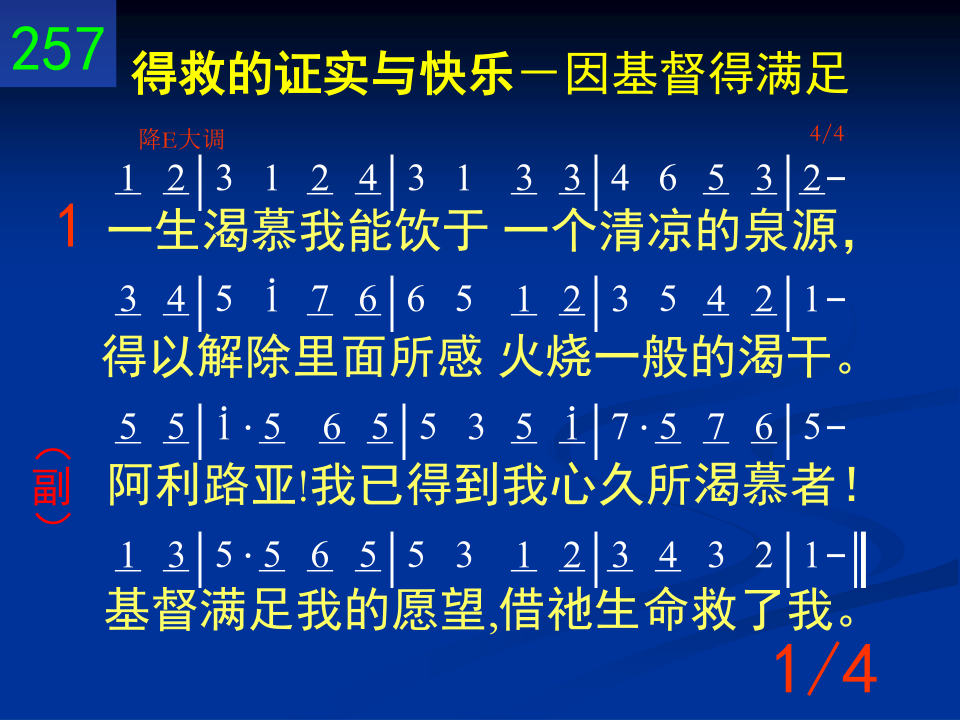 257
得救的证实与快乐－因基督得满足
降E大调 4/4
1 2|3 1 2 4|3 1 3 3|4 6 5 3|2-
1 一生渴慕我能饮于 一个清凉的泉源，
3 4|5 i 7 6|6 5 1 2|3 5 4 2|1-
得以解除里面所感 火烧一般的渴干。
5 5|i·5 6 5|5 3 5 i|7·5 7 6|5-
（副） 阿利路亚!我已得到我心久所渴慕者！
1 3|5·5 6 5|5 3 1 2|3 4 3 2|1-‖
基督满足我的愿望,借祂生命救了我。
1/4